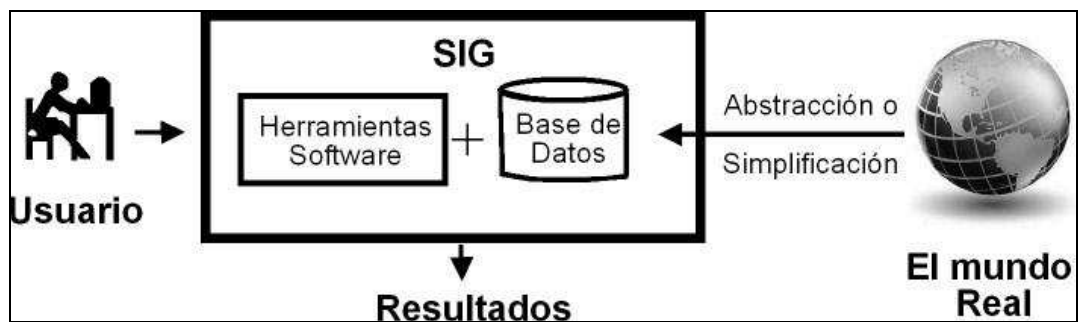 SIG
Herramientas
Software
+
Base de
Datos
Abstracción o
Simplificación
Usuario
El mundo
Real
Resultados